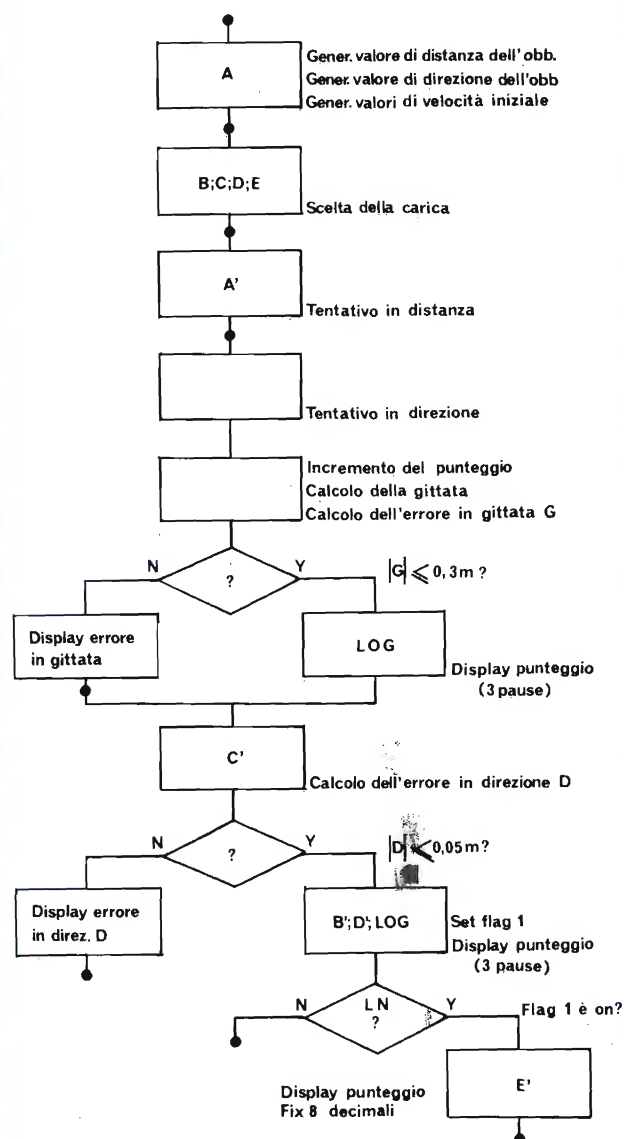 A
Gener. valore di distanza dell'obb.
Gener. valore di direzione dell'obb
Gener. valori di velocità iniziale
B;C;D;E
Scelta della carica
A'
Tentativo in distanza
Tentativo in direzione
Incremento del punteggio
Calcolo della gittata
Calcolo dell'errore in gittata G
N
?
Y
|G| ⩽ 0,3m ?
Display errore
in gittata
LOG
Display punteggio
(3 pause)
C'
Calcolo dell'errore in direzione D
N
?
Y
|D| ⩽ 0,05m?
Display errore
in direz. D
B'; D'; LOG
Set flag 1
Display punteggio
(3 pause)
N
LN
?
Y
Flag 1 è on?
E'
Display punteggio
Fix 8 decimali